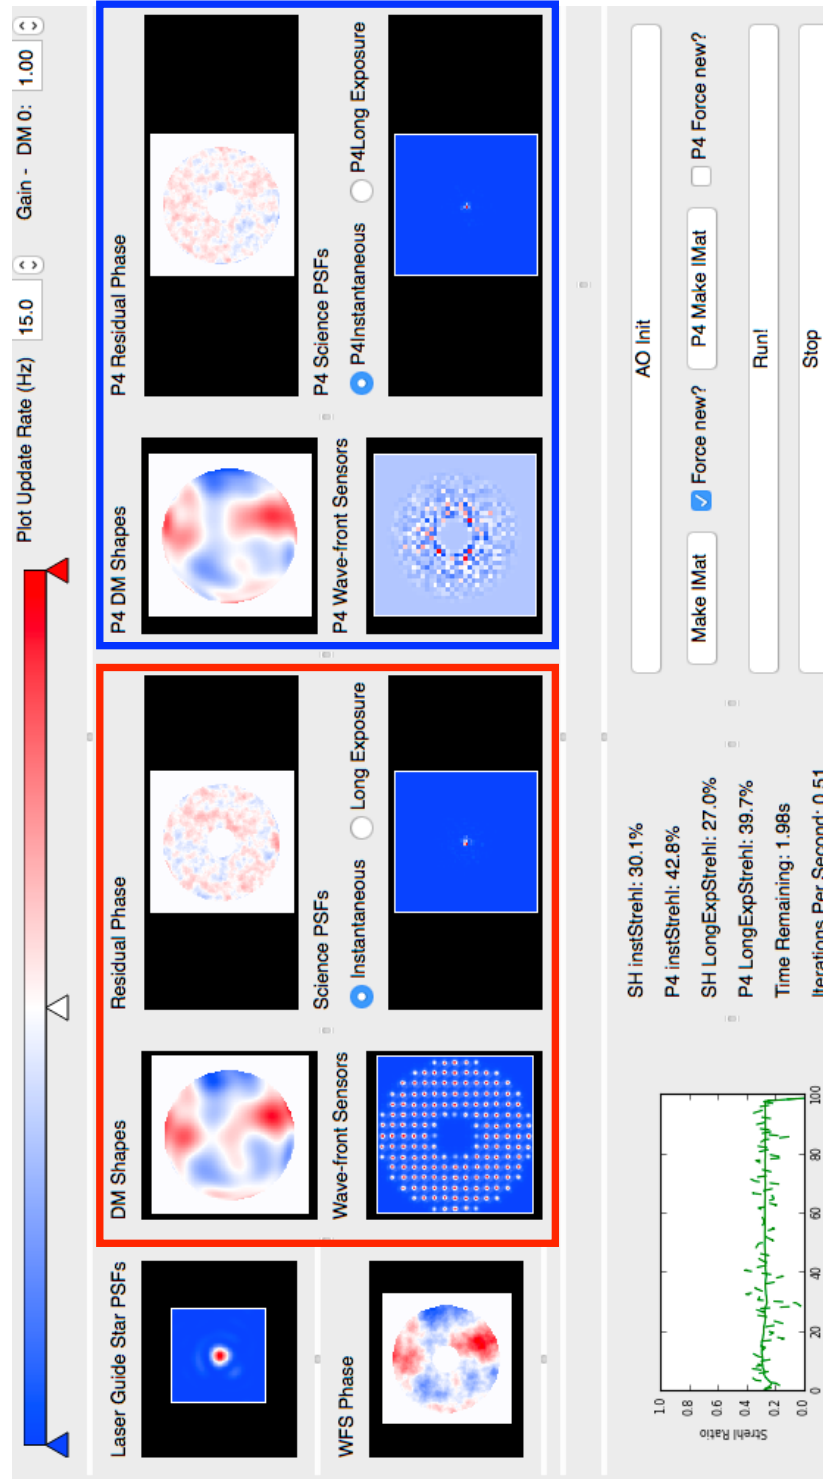 Plot Update Rate (Hz) 15.0 Gain - DM 0: 1.00
Laser Guide Star PSFs
DM Shapes
Residual Phase
P4 DM Shapes
P4 Residual Phase
WFS Phase
Wave-front Sensors
Science PSFs
Instantaneous Long Exposure
P4 Wave-front Sensors
P4 Science PSFs
P4Instantaneous P4Long Exposure
Strehl Ratio
1.0
0.8
0.6
0.4
0.2
0.0
0 20 40 60 80 100
SH instStrehl: 30.1%
P4 instStrehl: 42.8%
SH LongExpStrehl: 27.0%
P4 LongExpStrehl: 39.7%
Time Remaining: 1.98s
Iterations Per Second: 0.51
AO Init
Make IMat Force new? P4 Make IMat P4 Force new?
Run!
Stop